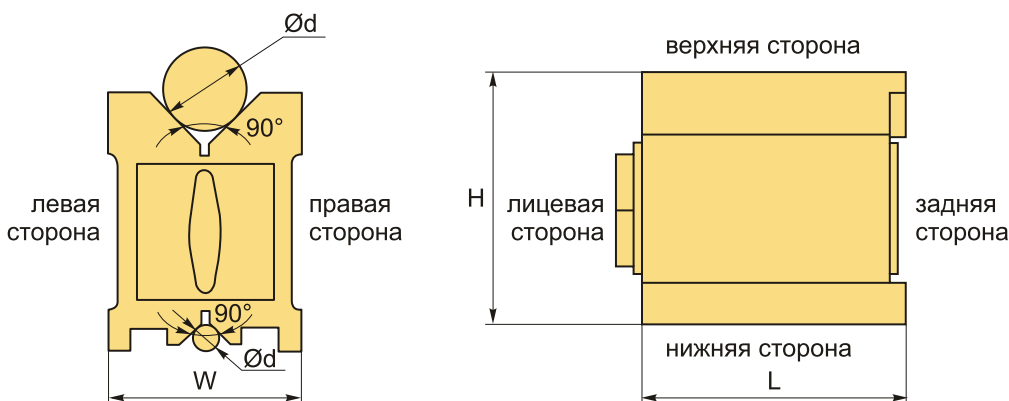 Ød
90°
левая
сторона
правая
сторона
90°
Ød
W
верхняя сторона
H
лицевая
сторона
задняя
сторона
нижняя сторона
L